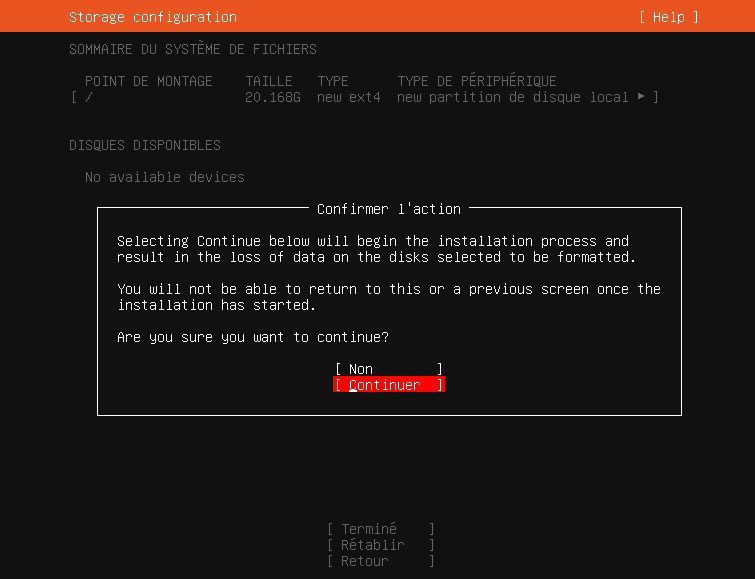 Storage configuration [ Help ]
SOMMAIRE DU SYSTÈME DE FICHIERS
POINT DE MONTAGE TAILLE TYPE TYPE DE PÉRIPHÉRIQUE
[ / 20.168G new ext4 new partition de disque local ▸ ]
DISQUES DISPONIBLES
No available devices
Confirmer l'action
Selecting Continue below will begin the installation process and
result in the loss of data on the disks selected to be formatted.
You will not be able to return to this or a previous screen once the
installation has started.
Are you sure you want to continue?
[ Non ]
[ Continuer ]
[ Terminé ]
[ Rétablir ]
[ Retour ]